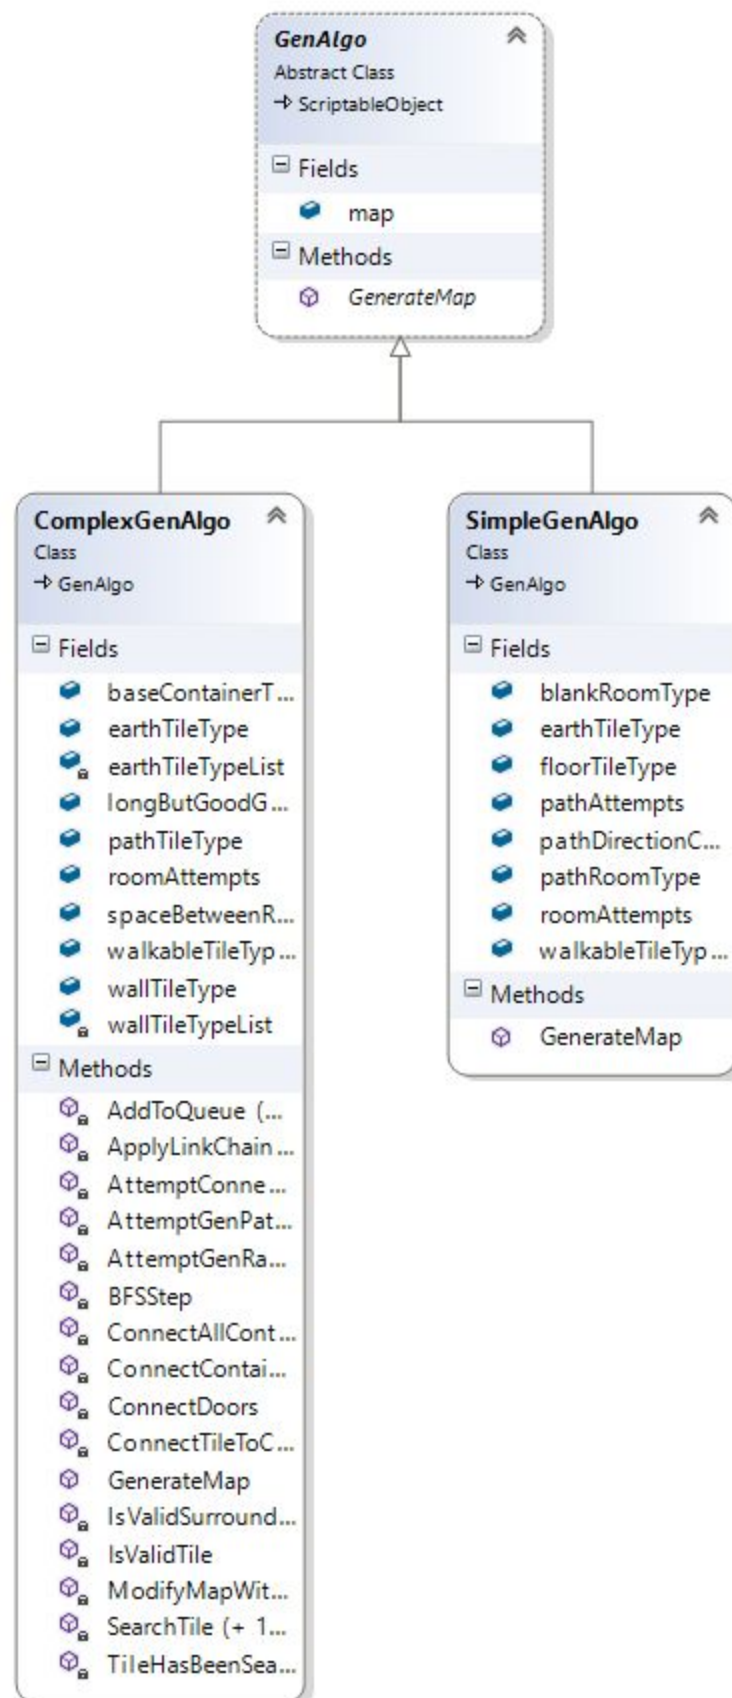 GenAlgo
Abstract Class
ScriptableObject
Fields
map
Methods
GenerateMap
ComplexGenAlgo
Class
GenAlgo
Fields
baseContainerT...
earthTileType
earthTileTypeList
longButGoodG...
pathTileType
roomAttempts
spaceBetweenR...
walkableTileTyp...
wallTileType
wallTileTypeList
Methods
AddToQueue (...
ApplyLinkChain...
AttemptConne...
AttemptGenPat...
AttemptGenRa...
BFSStep
ConnectAllCont...
ConnectContai...
ConnectDoors
ConnectTileToC...
GenerateMap
IsValidSurround...
IsValidTile
ModifyMapWit...
SearchTile (+ 1...
TileHasBeenSea...
SimpleGenAlgo
Class
GenAlgo
Fields
blankRoomType
earthTileType
floorTileType
pathAttempts
pathDirectionC...
pathRoomType
roomAttempts
walkableTileTyp...
Methods
GenerateMap